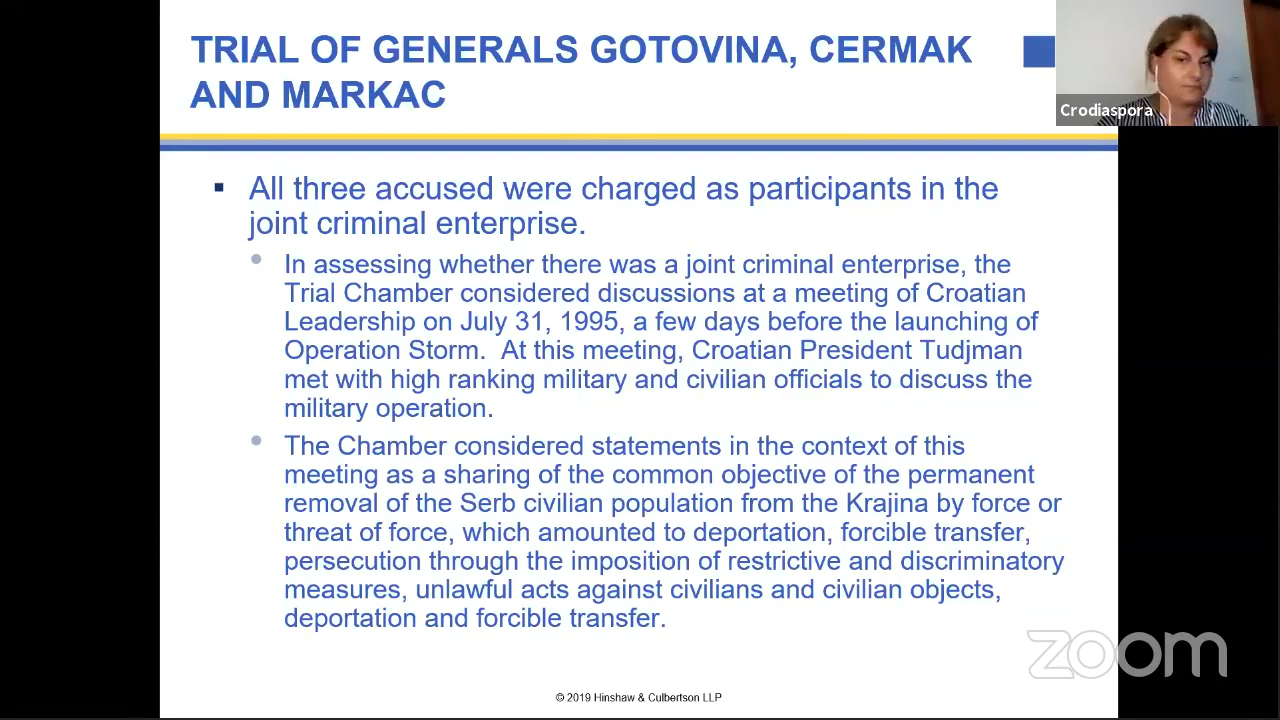 TRIAL OF GENERALS GOTOVINA, CERMAK
AND MARKAC
Crodiaspora
▪ All three accused were charged as participants in the
joint criminal enterprise.
• In assessing whether there was a joint criminal enterprise, the
Trial Chamber considered discussions at a meeting of Croatian
Leadership on July 31, 1995, a few days before the launching of
Operation Storm.  At this meeting, Croatian President Tudjman
met with high ranking military and civilian officials to discuss the
military operation.
• The Chamber considered statements in the context of this
meeting as a sharing of the common objective of the permanent
removal of the Serb civilian population from the Krajina by force or
threat of force, which amounted to deportation, forcible transfer,
persecution through the imposition of restrictive and discriminatory
measures, unlawful acts against civilians and civilian objects,
deportation and forcible transfer.
zoom
© 2019 Hinshaw & Culbertson LLP